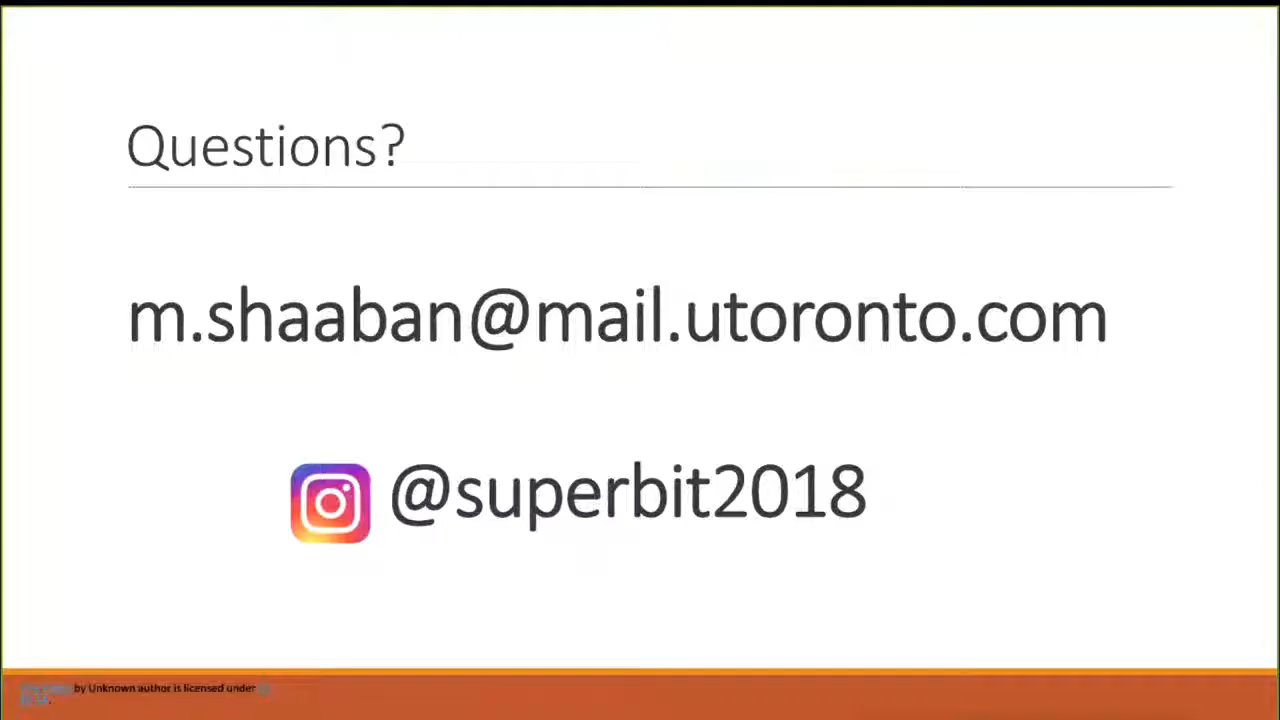 Questions?
m.shaaban@mail.utoronto.com
@superbit2018
by Unknown author is licensed under